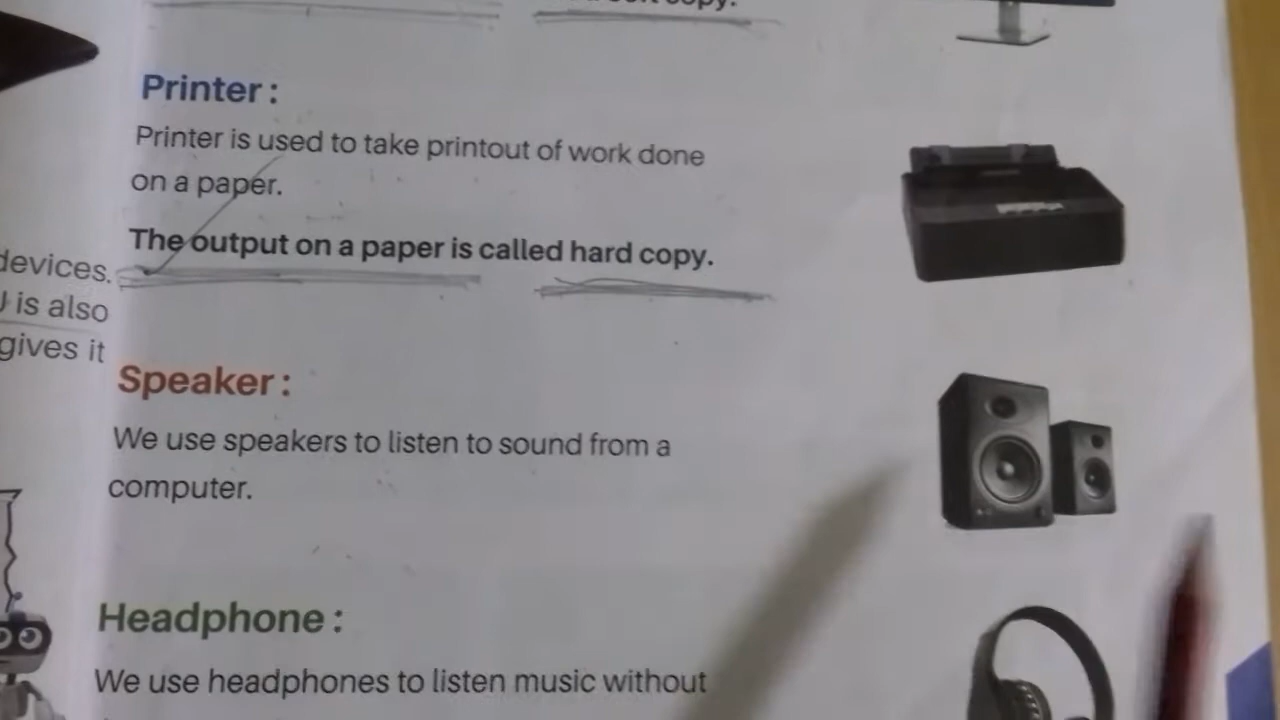 copy.
Printer :
Printer is used to take printout of work done
on a paper.
The output on a paper is called hard copy.
devices.
is also
gives it
Speaker :
We use speakers to listen to sound from a
computer.
Headphone :
We use headphones to listen music without